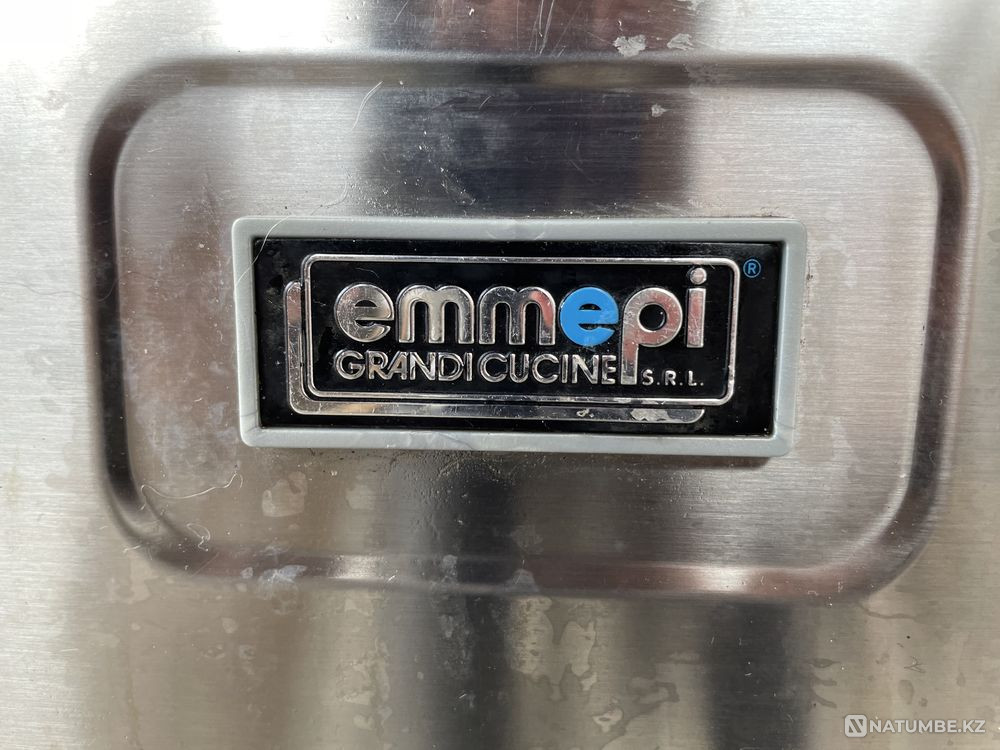 emmepi ®
GRANDI CUCINE S.R.L.
NATUMBE.KZ